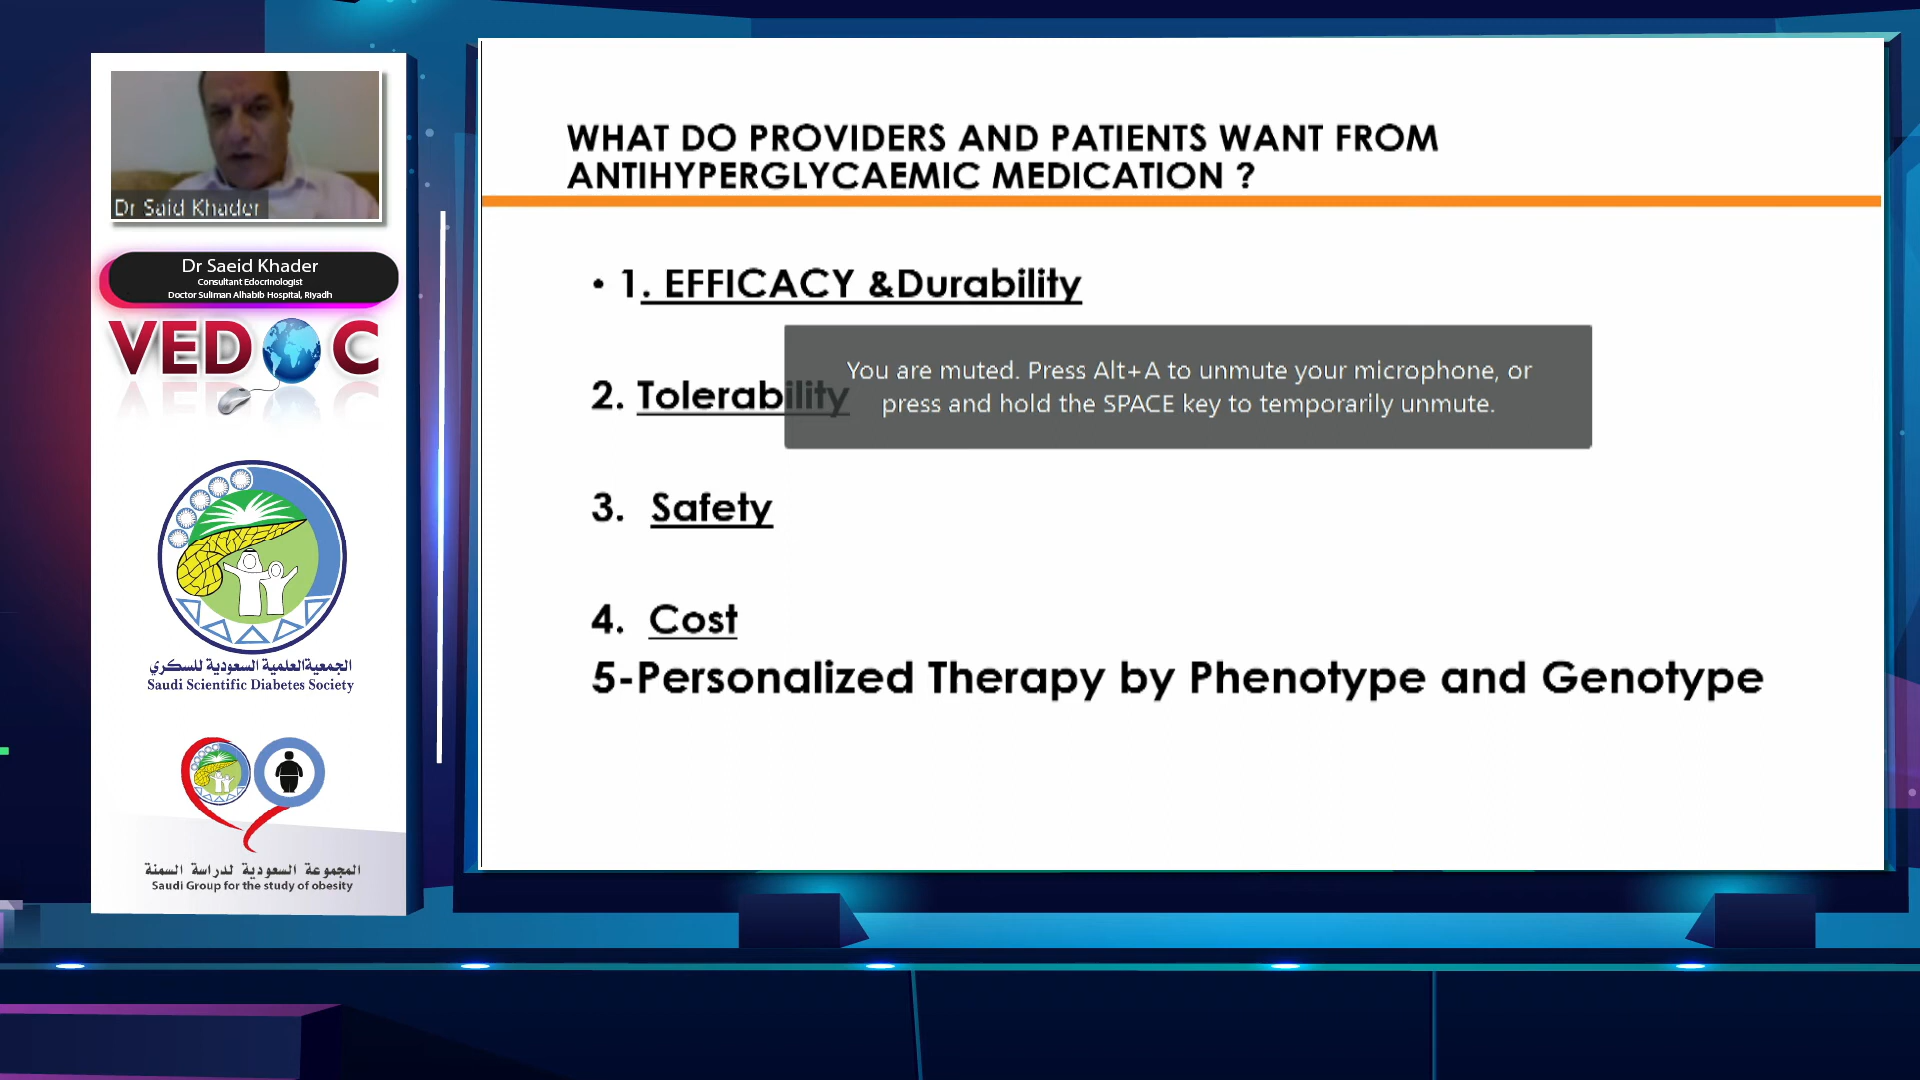 Dr Said Khader
Dr Saeid Khader
Consultant Edocrinologist
Doctor Suliman Alhabib Hospital, Riyadh
VEDOC
الجمعية العلمية السعودية للسكري
Saudi Scientific Diabetes Society
المجموعة السعودية لدراسة السمنة
Saudi Group for the study of obesity
WHAT DO PROVIDERS AND PATIENTS WANT FROM
ANTIHYPERGLYCAEMIC MEDICATION ?
• 1. EFFICACY &Durability
You are muted. Press Alt+A to unmute your microphone, or
press and hold the SPACE key to temporarily unmute.
2. Tolerability
3. Safety
4. Cost
5-Personalized Therapy by Phenotype and Genotype